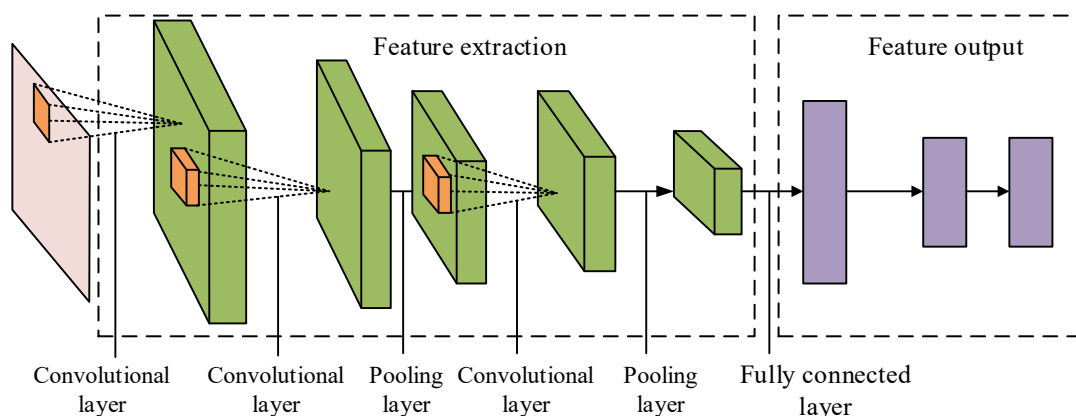 Feature extraction
Feature output
Convolutional
layer
Convolutional
layer
Pooling
layer
Convolutional
layer
Pooling
layer
Fully connected
layer